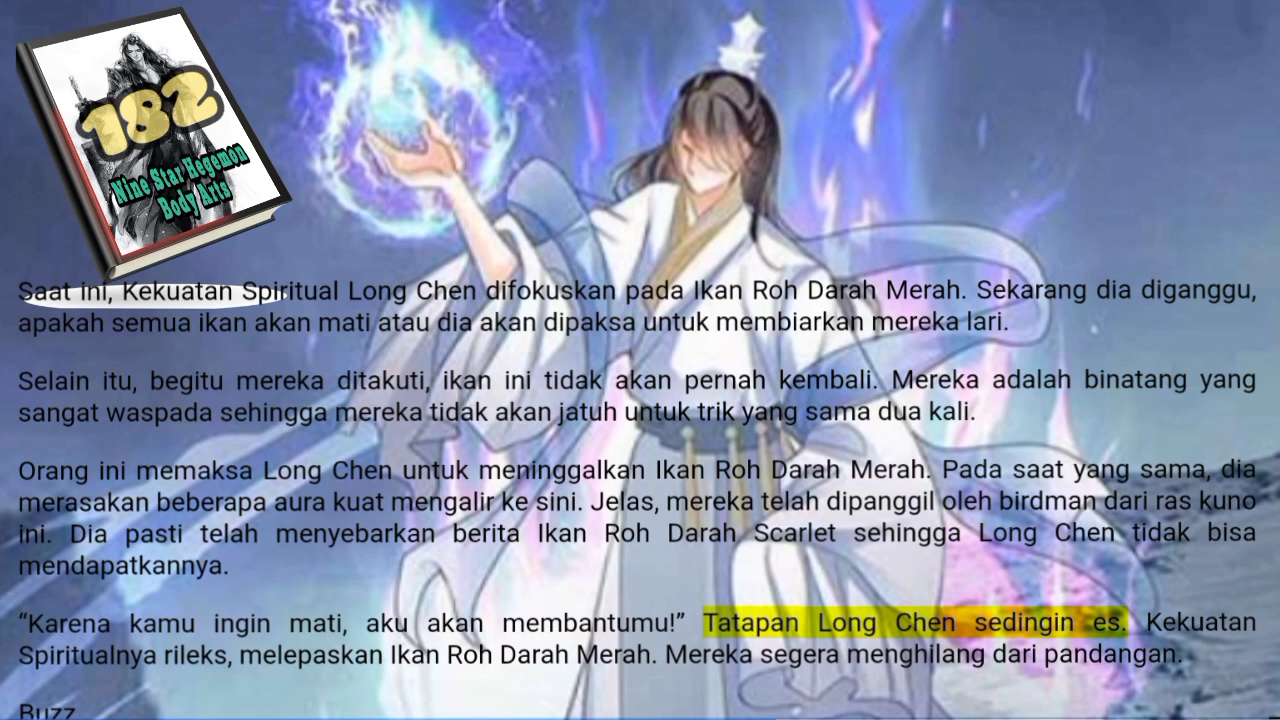 182
Nine Star Hegemon
Body Arts
Saat ini, Kekuatan Spiritual Long Chen difokuskan pada Ikan Roh Darah Merah. Sekarang dia diganggu,
apakah semua ikan akan mati atau dia akan dipaksa untuk membiarkan mereka lari.
Selain itu, begitu mereka ditakuti, ikan ini tidak akan pernah kembali. Mereka adalah binatang yang
sangat waspada sehingga mereka tidak akan jatuh untuk trik yang sama dua kali.
Orang ini memaksa Long Chen untuk meninggalkan Ikan Roh Darah Merah. Pada saat yang sama, dia
merasakan beberapa aura kuat mengalir ke sini. Jelas, mereka telah dipanggil oleh birdman dari ras kuno
ini. Dia pasti telah menyebarkan berita Ikan Roh Darah Scarlet sehingga Long Chen tidak bisa
mendapatkannya.
“Karena kamu ingin mati, aku akan membantumu!” Tatapan Long Chen sedingin es. Kekuatan
Spiritualnya rileks, melepaskan Ikan Roh Darah Merah. Mereka segera menghilang dari pandangan.
Buzz